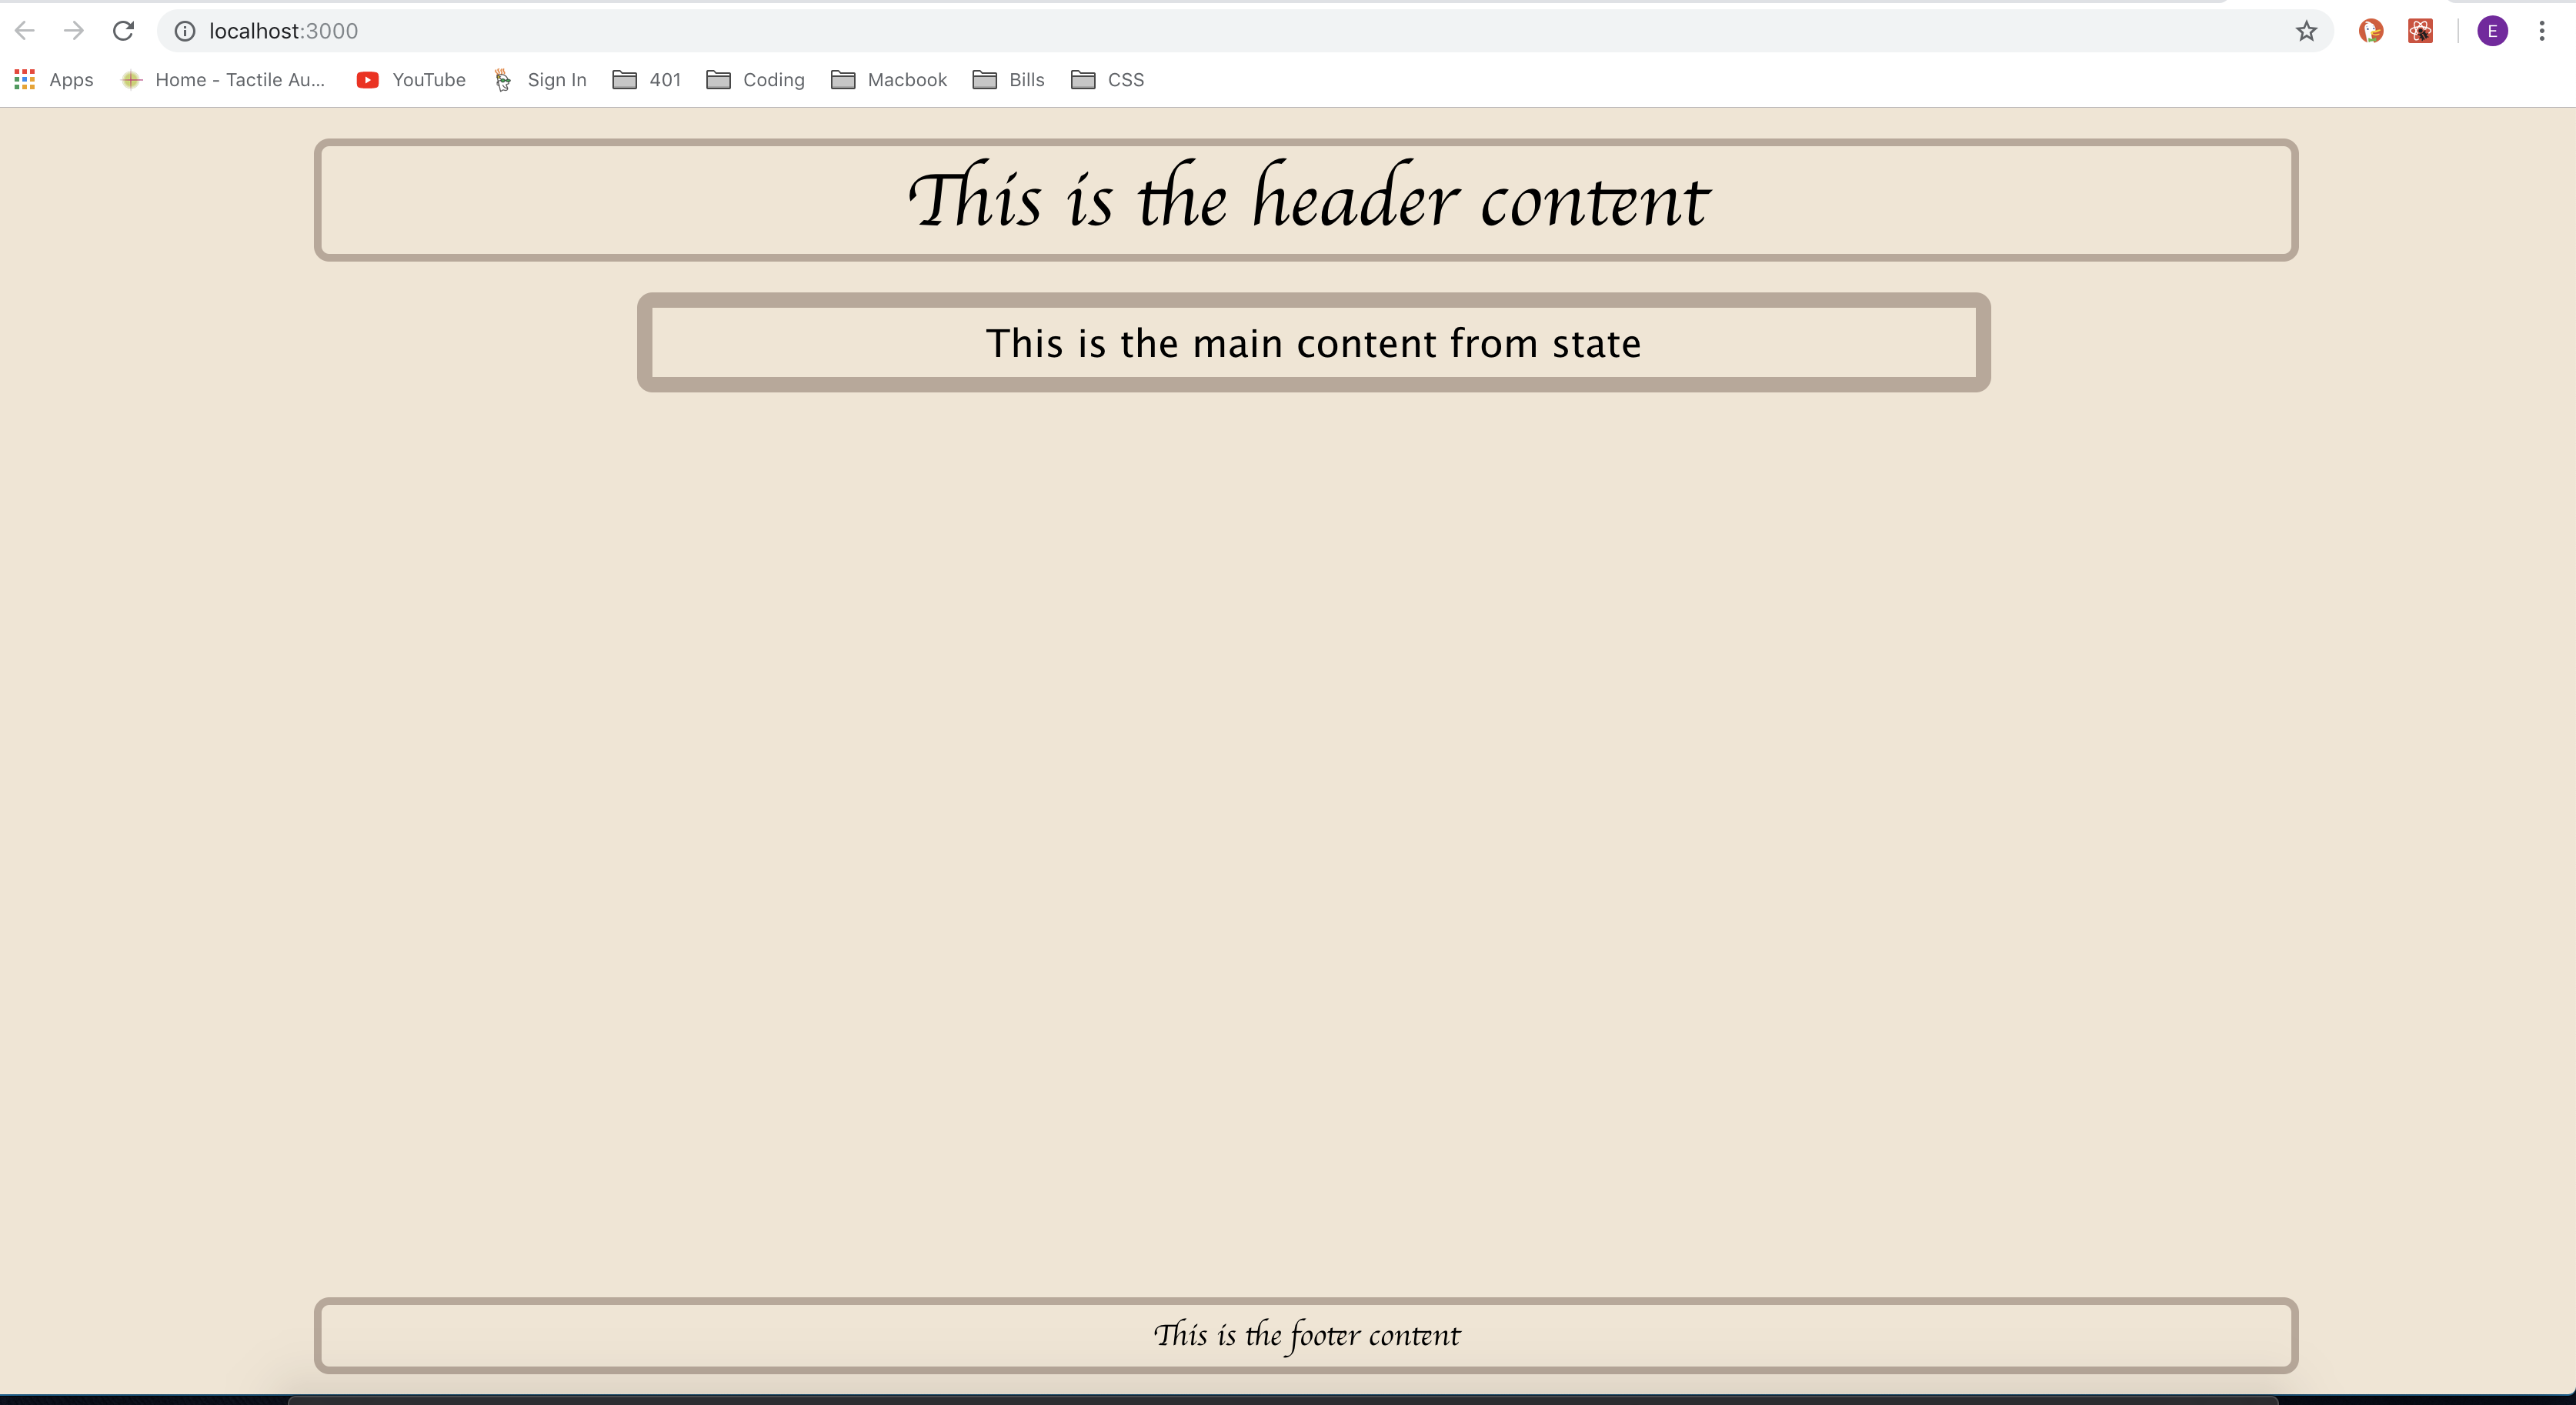 localhost:3000
E
Apps Home - Tactile Au... YouTube Sign In 401 Coding Macbook Bills CSS
This is the header content
This is the main content from state
This is the footer content